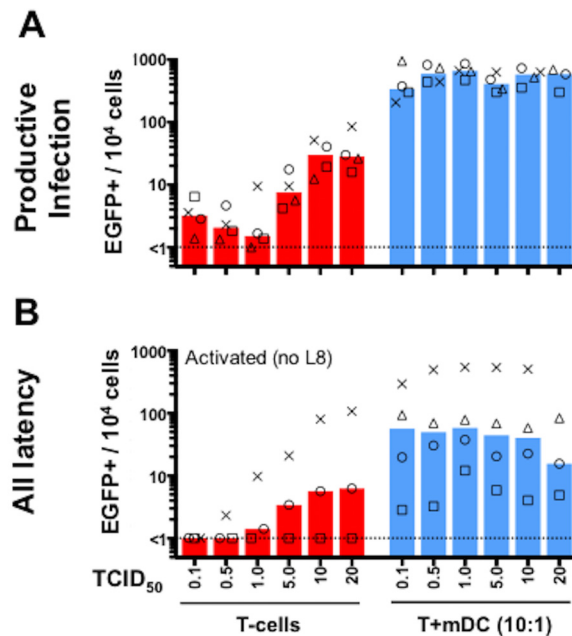 A
Productive
Infection
EGFP+ / 10⁴ cells
1000
100
10
<1
B
All latency
EGFP+ / 10⁴ cells
Activated (no L8)
1000
100
10
<1
TCID₅₀
0.1 0.5 1.0 5.0 10 20 0.1 0.5 1.0 5.0 10 20
T-cells T+mDC (10:1)